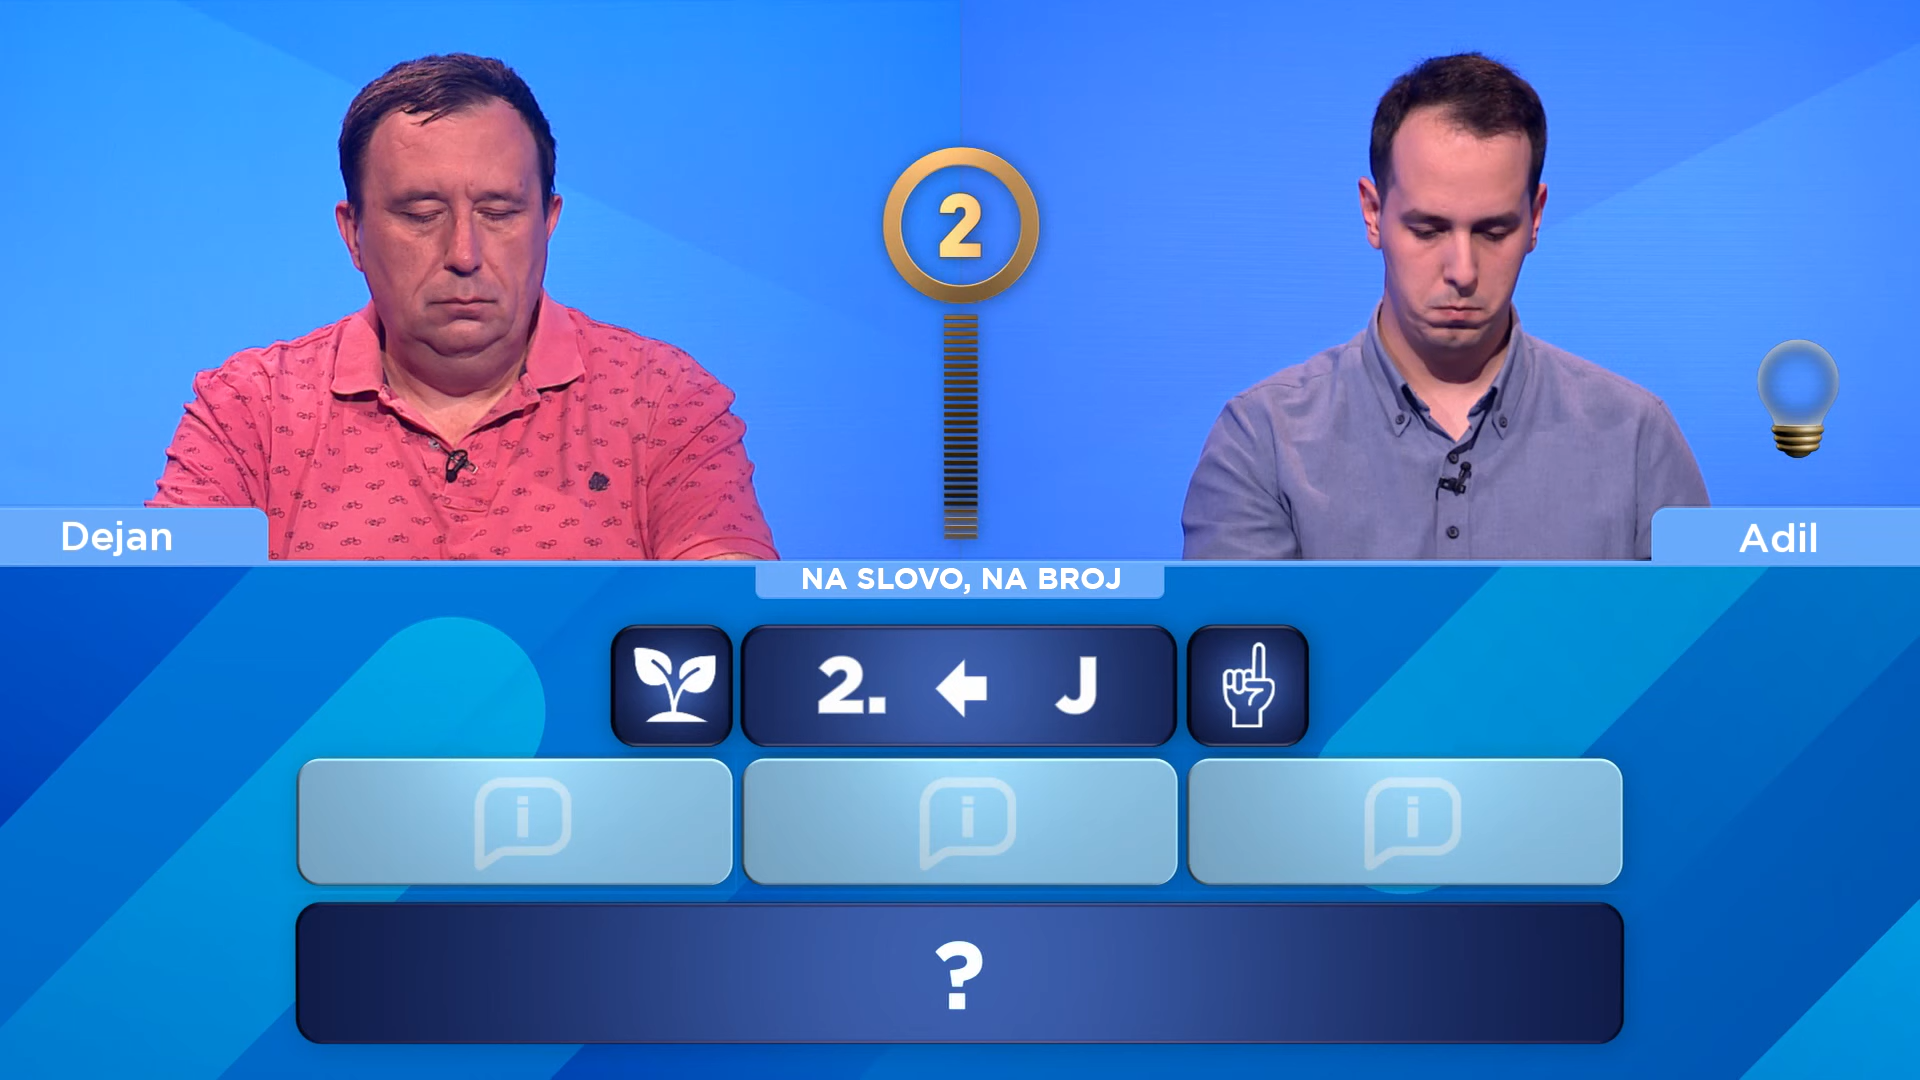 2
Dejan
Adil
NA SLOVO, NA BROJ
2. J
i i i
?